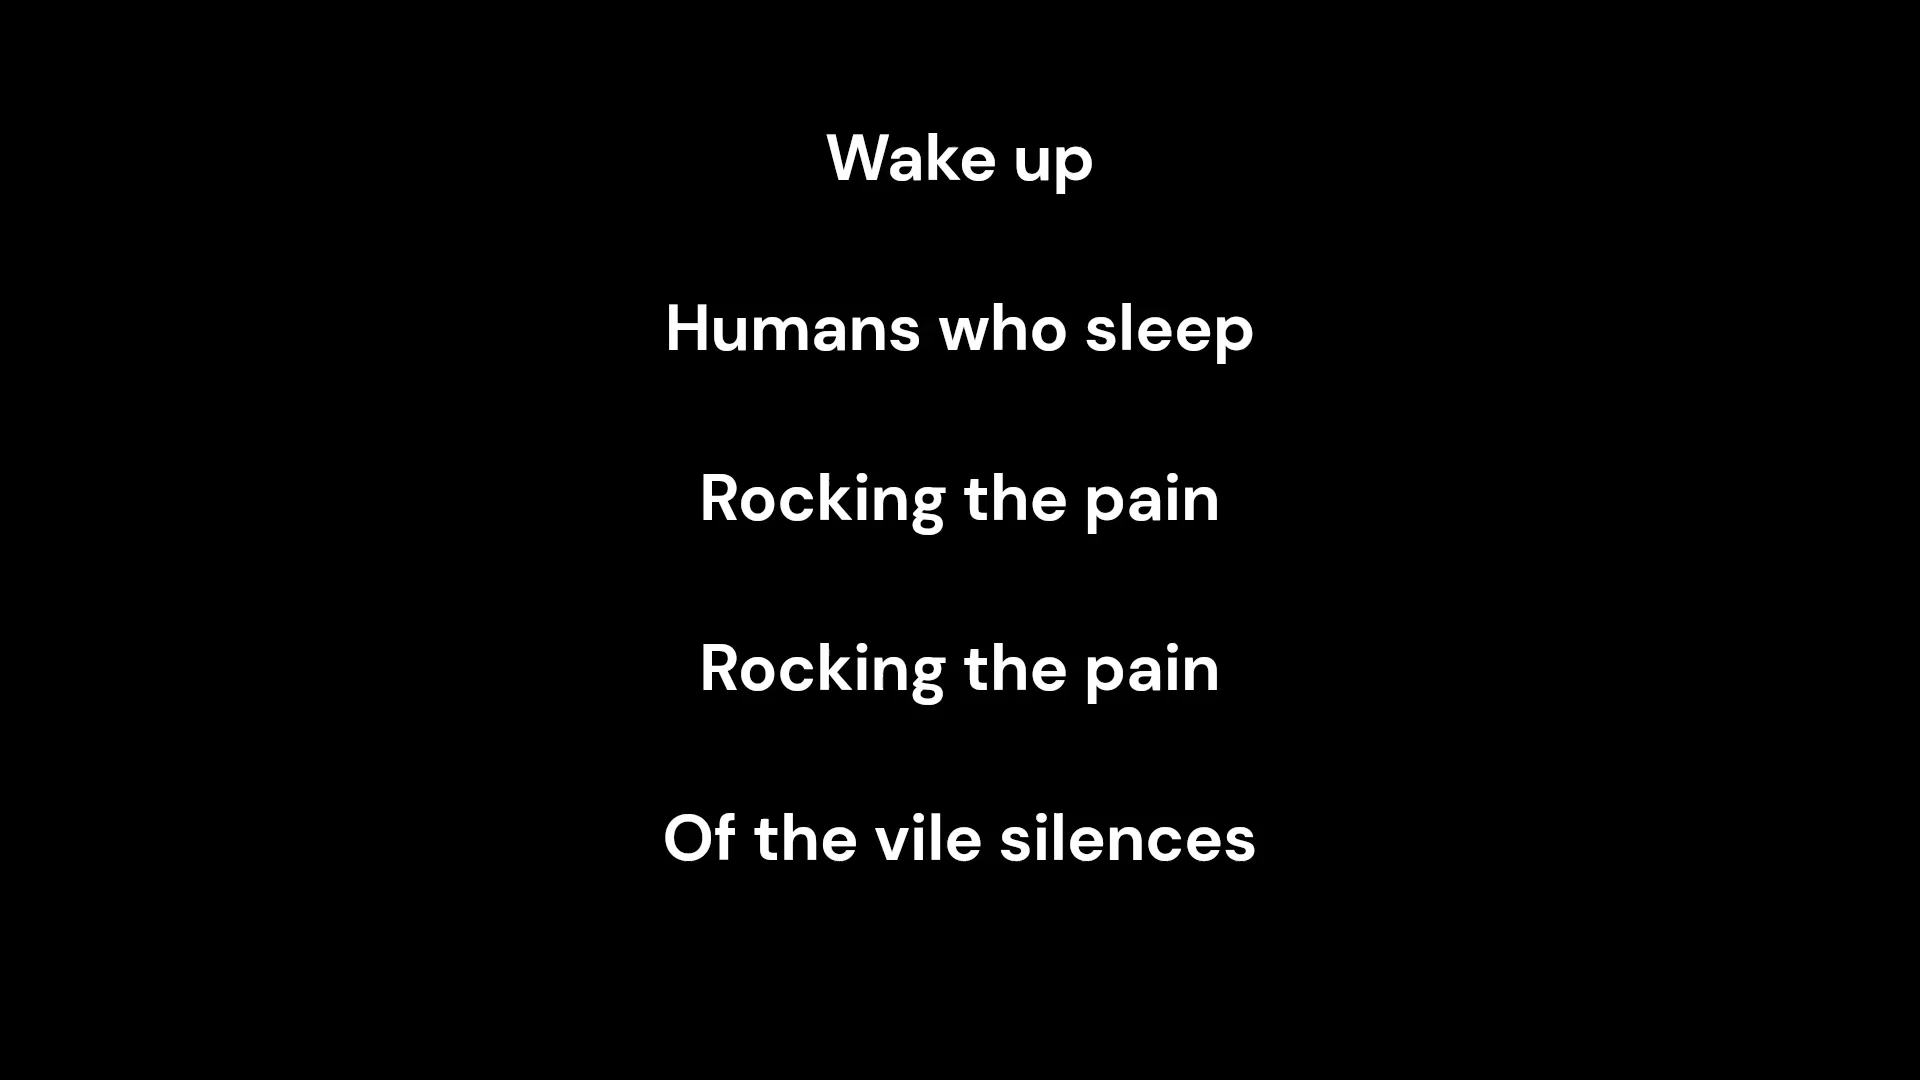 Wake up
Humans who sleep
Rocking the pain
Rocking the pain
Of the vile silences